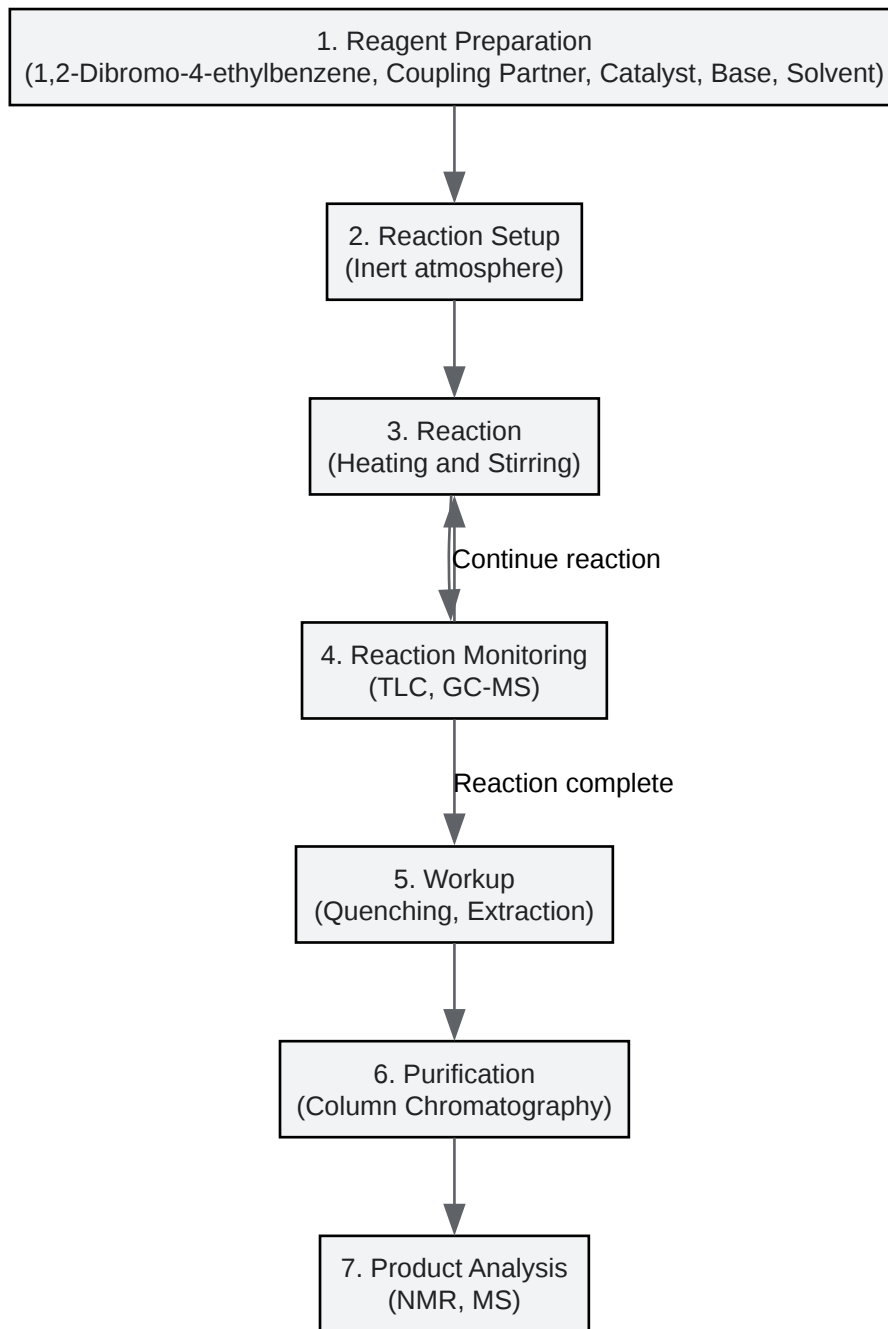 1. Reagent Preparation
(1,2-Dibromo-4-ethylbenzene, Coupling Partner, Catalyst, Base, Solvent)
2. Reaction Setup
(Inert atmosphere)
3. Reaction
(Heating and Stirring)
Continue reaction
4. Reaction Monitoring
(TLC, GC-MS)
Reaction complete
5. Workup
(Quenching, Extraction)
6. Purification
(Column Chromatography)
7. Product Analysis
(NMR, MS)